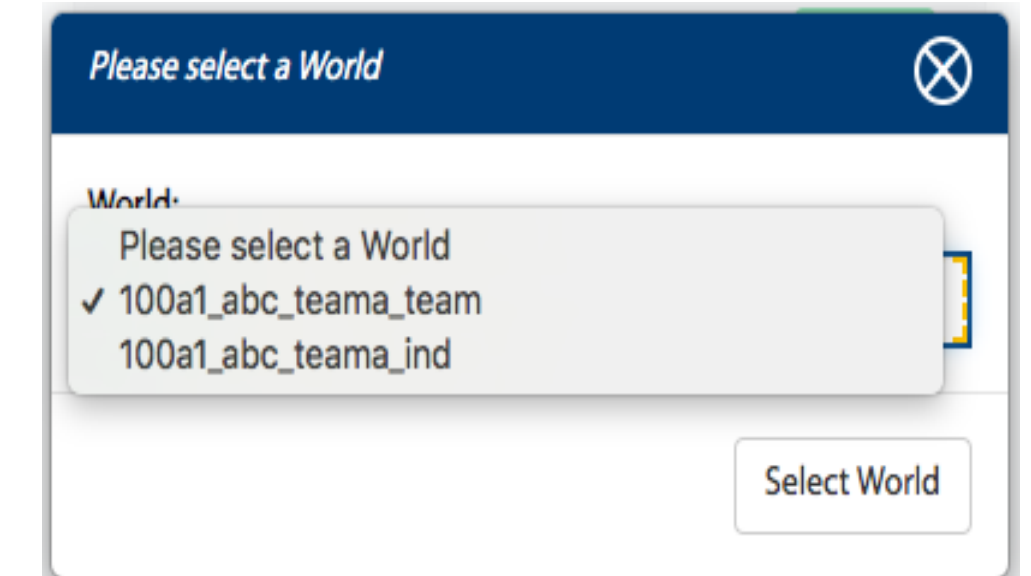 Please select a World
World:
Please select a World
✓ 100a1_abc_teama_team
100a1_abc_teama_ind
Select World